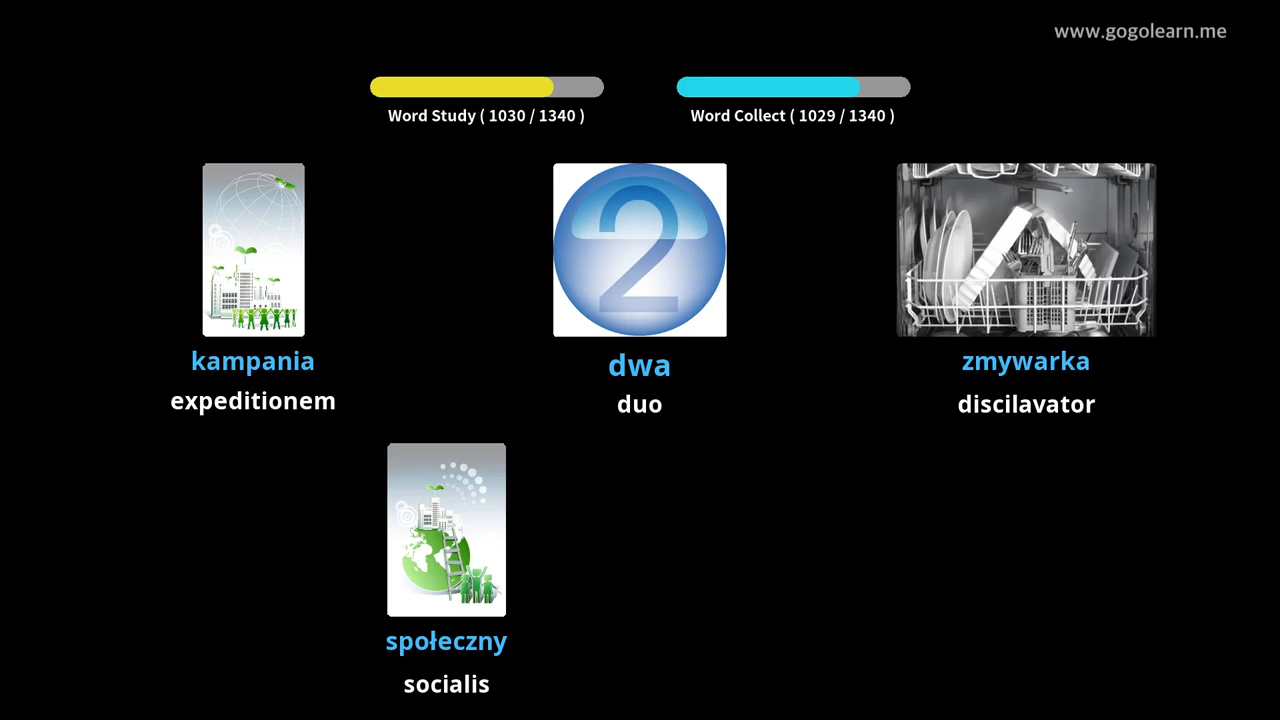 www.gogolearn.me
Word Study ( 1030 / 1340 )
Word Collect ( 1029 / 1340 )
2
kampania
expeditionem
dwa
duo
zmywarka
discilavator
społeczny
socialis